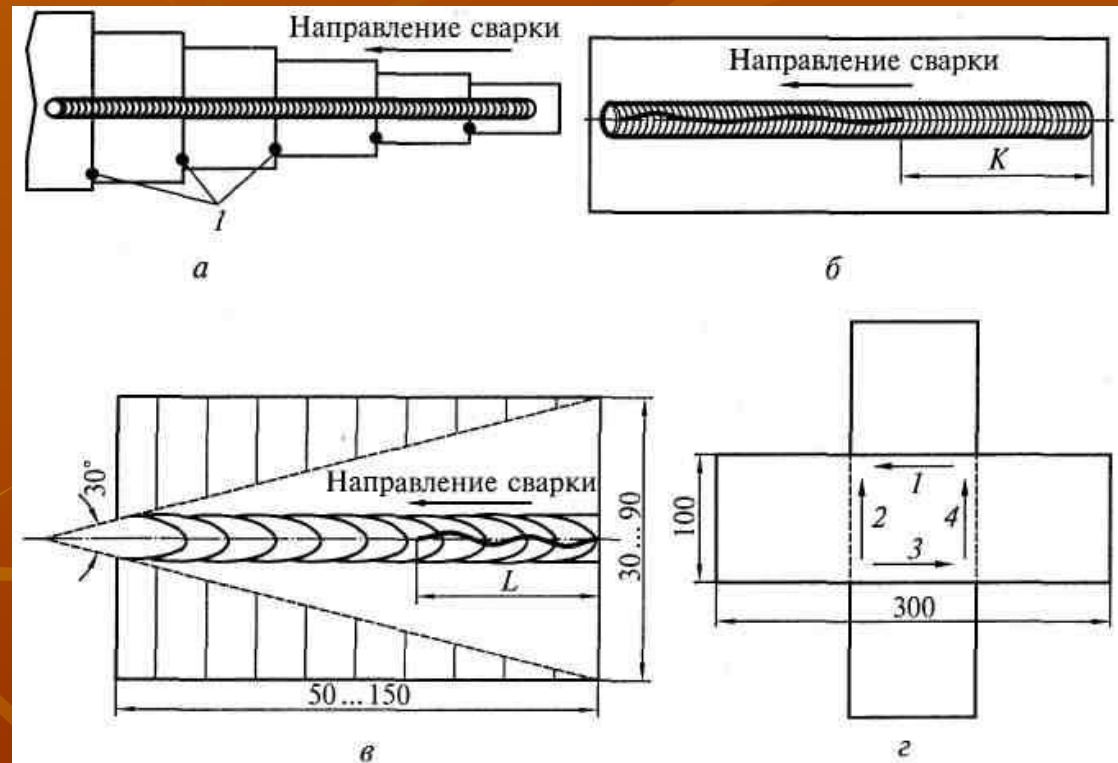 Направление сварки
1
а
Направление сварки
K
б
30°
Направление сварки
L
50...150
30...90
в
1
2
4
3
100
300
г